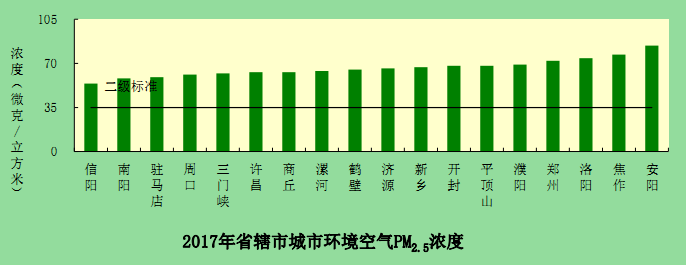 105
70
35
0
浓度（微克/立方米）
二级标准
信阳 南阳 驻马店 周口 三门峡 许昌 商丘 漯河 鹤壁 济源 新乡 开封 平顶山 濮阳 郑州 洛阳 焦作 安阳
2017年省辖市城市环境空气PM2.5浓度